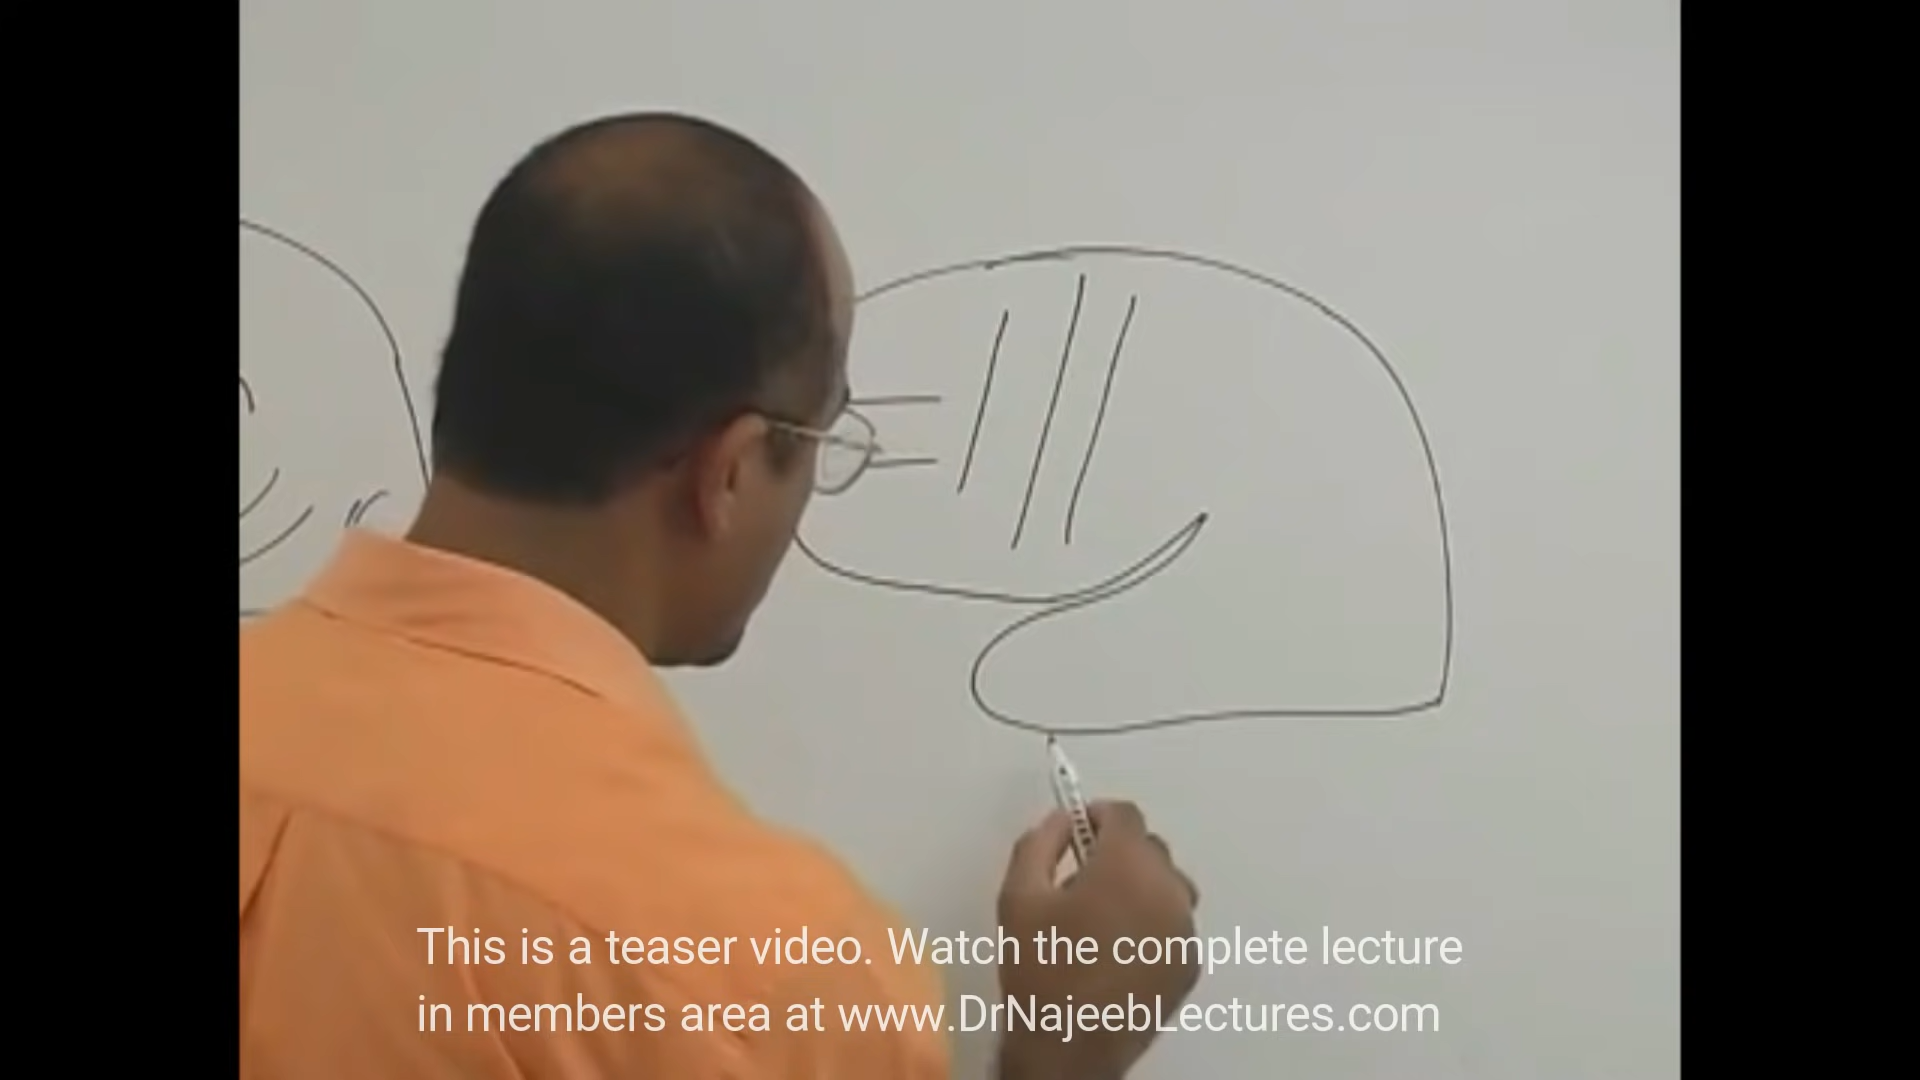 This is a teaser video. Watch the complete lecture
in members area at www.DrNajeebLectures.com